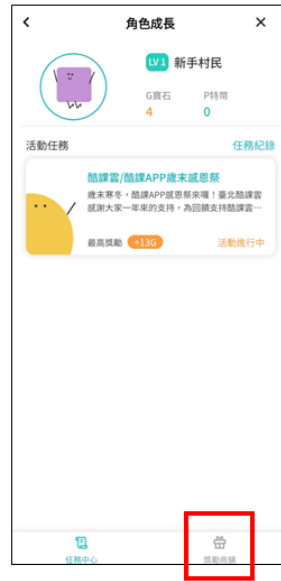 角色成長
LV 1 新手村民
G寶石 P特幣
4 0
活動任務 任務紀錄
酷課雲/酷課APP歲末感恩祭
歲末寒冬，酷課APP感恩祭來囉！臺北酷課雲
感謝大家一年來的支持，為回饋支持酷課雲…
最高獎勵 +13G 活動進行中
任務中心 獎勵商舖